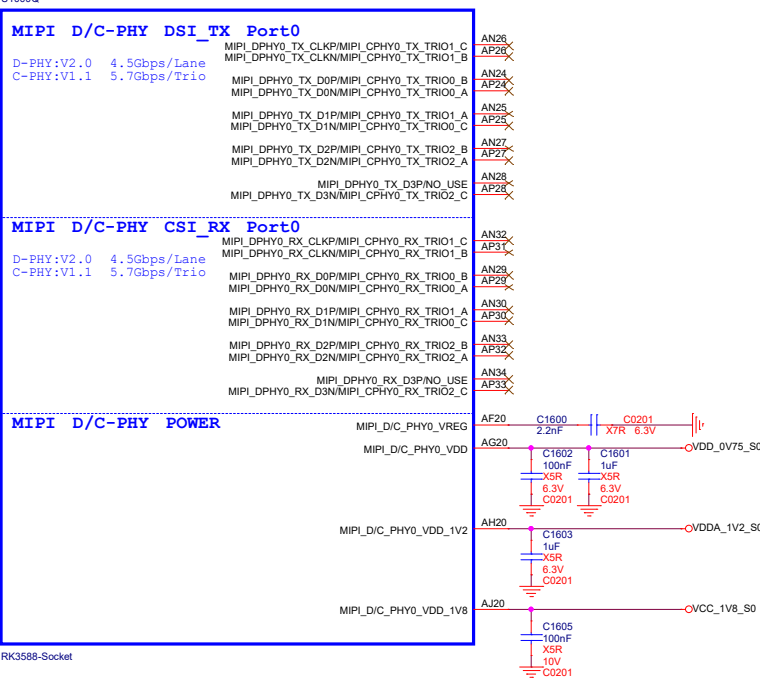 MIPI D/C-PHY DSI_TX Port0
D-PHY:V2.0 4.5Gbps/Lane
C-PHY:V1.1 5.7Gbps/Trio
MIPI_DPHY0_TX_CLKP/MIPI_CPHY0_TX_TRIO1_C AN26
MIPI_DPHY0_TX_CLKN/MIPI_CPHY0_TX_TRIO1_B AP26
MIPI_DPHY0_TX_D0P/MIPI_CPHY0_TX_TRIO0_B AN24
MIPI_DPHY0_TX_D0N/MIPI_CPHY0_TX_TRIO0_A AP24
MIPI_DPHY0_TX_D1P/MIPI_CPHY0_TX_TRIO1_A AN25
MIPI_DPHY0_TX_D1N/MIPI_CPHY0_TX_TRIO0_C AP25
MIPI_DPHY0_TX_D2P/MIPI_CPHY0_TX_TRIO2_B AN27
MIPI_DPHY0_TX_D2N/MIPI_CPHY0_TX_TRIO2_A AP27
MIPI_DPHY0_TX_D3P/NO_USE AN28
MIPI_DPHY0_TX_D3N/MIPI_CPHY0_TX_TRIO2_C AP28
MIPI D/C-PHY CSI_RX Port0
D-PHY:V2.0 4.5Gbps/Lane
C-PHY:V1.1 5.7Gbps/Trio
MIPI_DPHY0_RX_CLKP/MIPI_CPHY0_RX_TRIO1_C AN32
MIPI_DPHY0_RX_CLKN/MIPI_CPHY0_RX_TRIO1_B AP31
MIPI_DPHY0_RX_D0P/MIPI_CPHY0_RX_TRIO0_B AN29
MIPI_DPHY0_RX_D0N/MIPI_CPHY0_RX_TRIO0_A AP29
MIPI_DPHY0_RX_D1P/MIPI_CPHY0_RX_TRIO1_A AN30
MIPI_DPHY0_RX_D1N/MIPI_CPHY0_RX_TRIO0_C AP30
MIPI_DPHY0_RX_D2P/MIPI_CPHY0_RX_TRIO2_B AN33
MIPI_DPHY0_RX_D2N/MIPI_CPHY0_RX_TRIO2_A AP32
MIPI_DPHY0_RX_D3P/NO_USE AN34
MIPI_DPHY0_RX_D3N/MIPI_CPHY0_RX_TRIO2_C AP33
MIPI D/C-PHY POWER
MIPI_D/C_PHY0_VREG AF20
C1600 C0201
2.2nF X7R 6.3V
MIPI_D/C_PHY0_VDD AG20
VDD_0V75_S0
C1602
100nF
X5R
6.3V
C0201
C1601
1uF
X5R
6.3V
C0201
MIPI_D/C_PHY0_VDD_1V2 AH20
VDDA_1V2_S0
C1603
1uF
X5R
6.3V
C0201
MIPI_D/C_PHY0_VDD_1V8 AJ20
VCC_1V8_S0
C1605
100nF
X5R
10V
C0201
RK3588-Socket